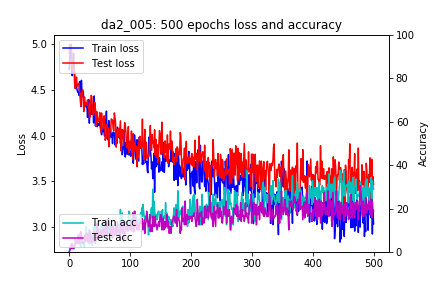 da2_005: 500 epochs loss and accuracy
Train loss
Test loss
Train acc
Test acc
Loss
5.0
4.5
4.0
3.5
3.0
Accuracy
100
80
60
40
20
0
0
100
200
300
400
500